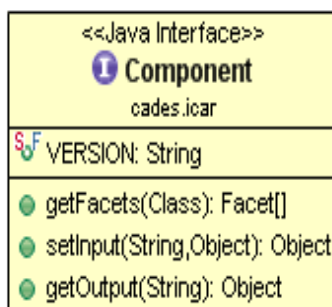 <<Java Interface>>
I Component
cades.icar
S F VERSION: String
getFacets(Class): Facet[]
setInput(String,Object): Object
getOutput(String): Object